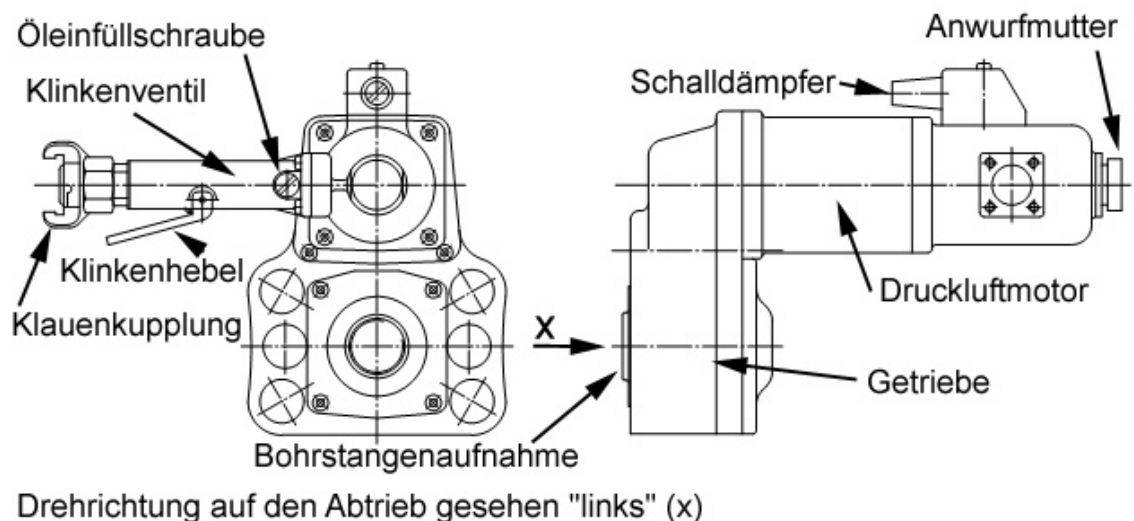 Öleinfüllschraube
Klinkenventil
Klinkenhebel
Klauenkupplung
Anwurfmutter
Schalldämpfer
Druckluftmotor
x
Getriebe
Bohrstangenaufnahme
Drehrichtung auf den Abtrieb gesehen "links" (x)